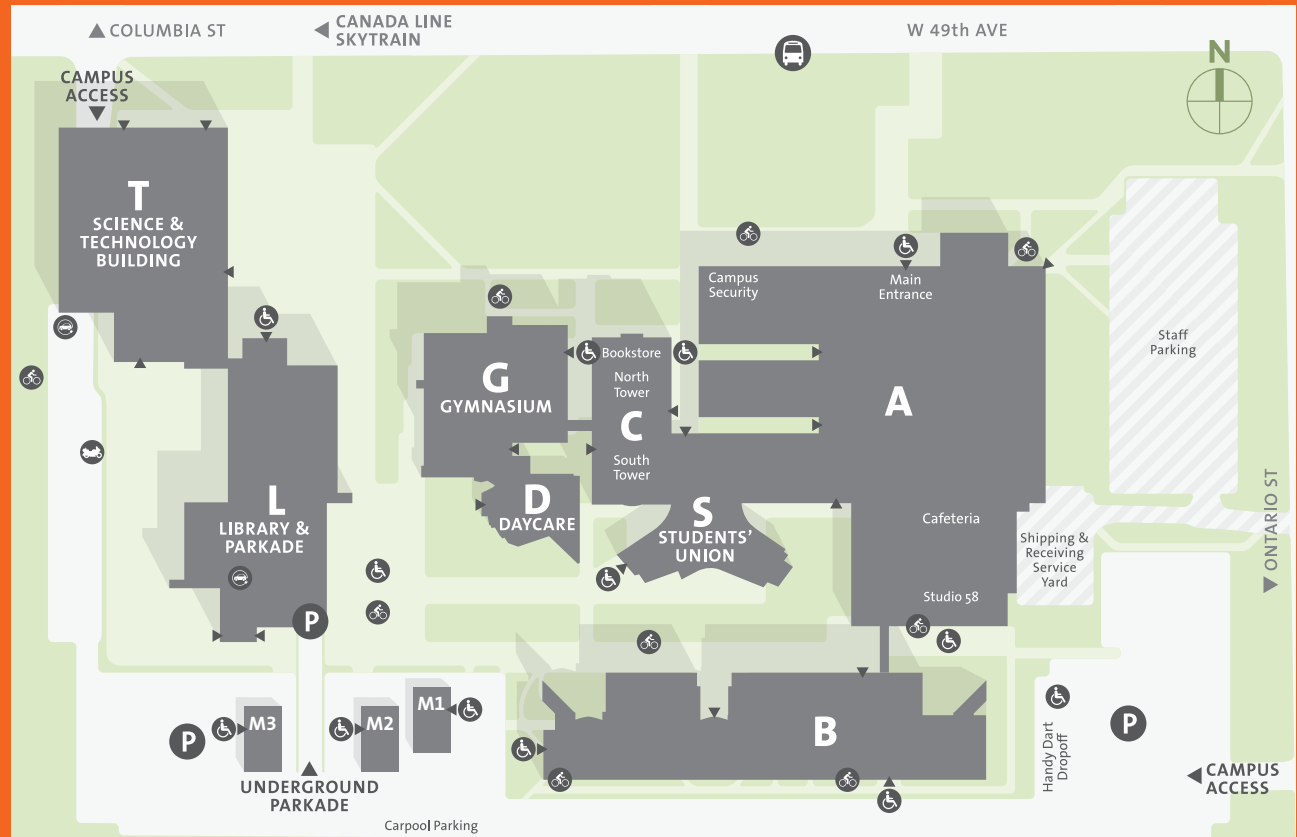 COLUMBIA ST
CANADA LINE
SKYTRAIN
W 49th AVE
N
CAMPUS
ACCESS
T
SCIENCE &
TECHNOLOGY
BUILDING
Campus
Security
Main
Entrance
Staff
Parking
Bookstore
North
Tower
G
GYMNASIUM
C
A
South
Tower
L
LIBRARY &
PARKADE
D
DAYCARE
S
STUDENTS'
UNION
Cafeteria
Shipping &
Receiving
Service
Yard
ONTARIO ST
Studio 58
P
M3
M2
M1
P
B
Handy Dart
Dropoff
P
UNDERGROUND
PARKADE
CAMPUS
ACCESS
Carpool Parking